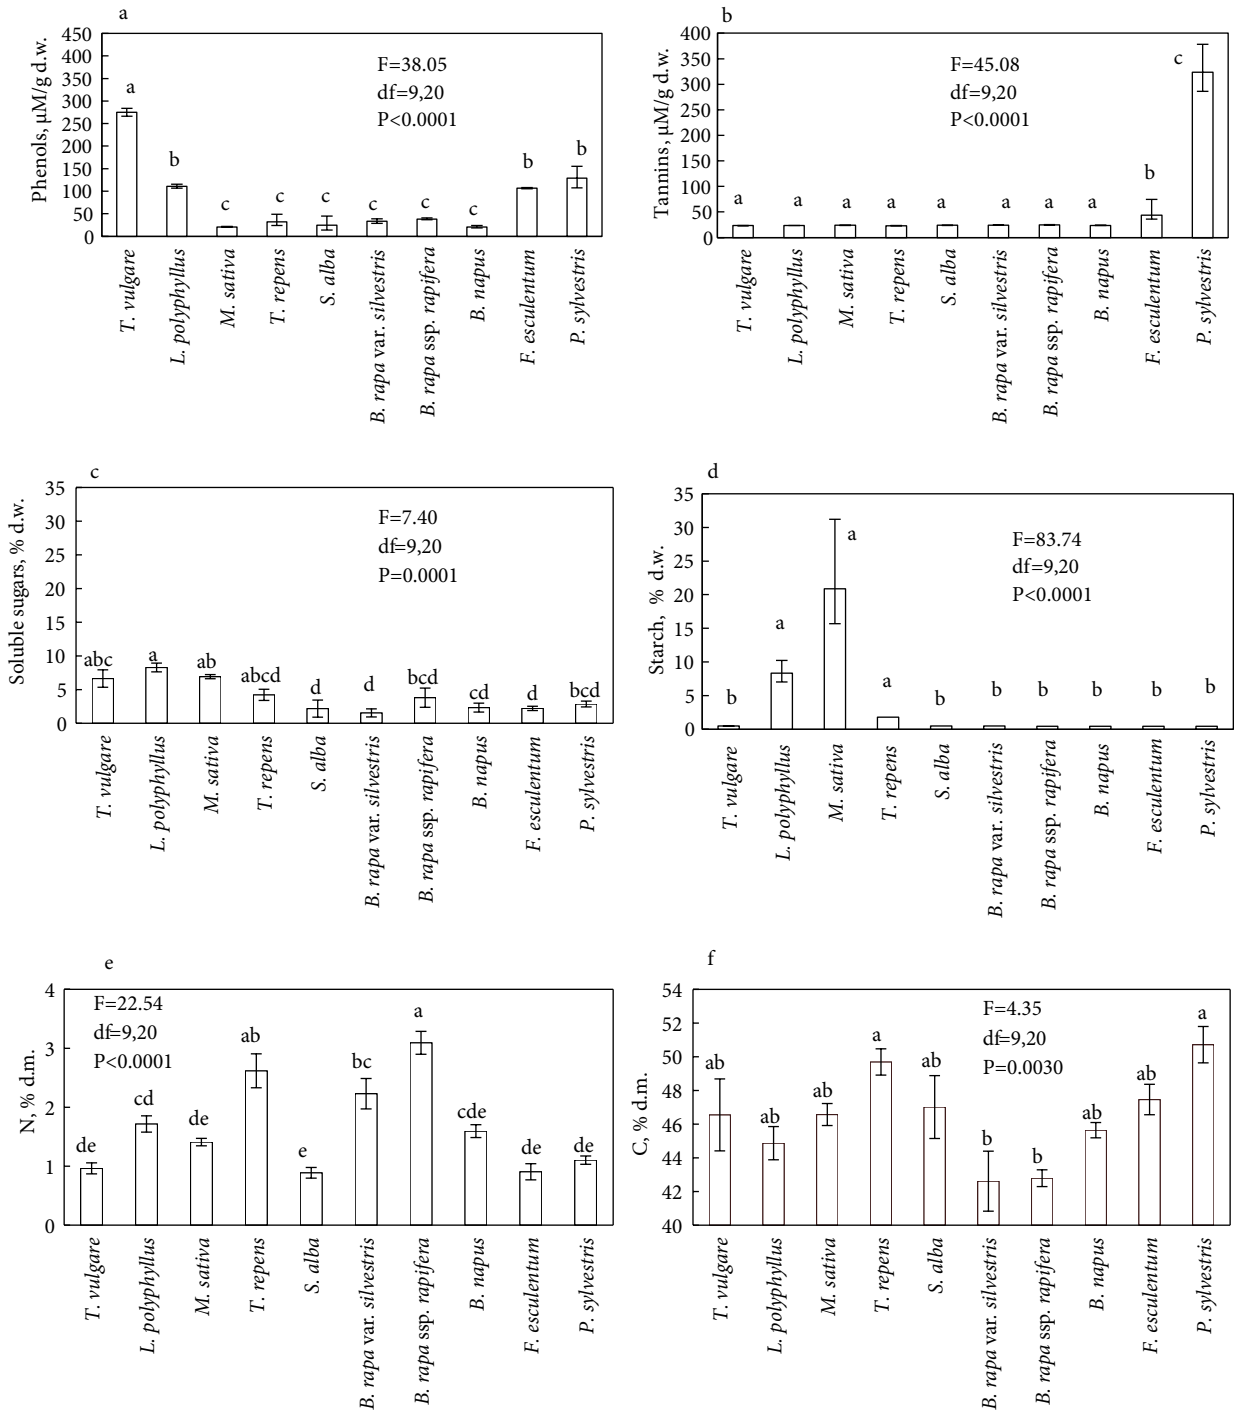 a
Phenols, µM/g d.w.
450
400
350
300
250
200
150
100
50
0
F=38.05
df=9,20
P<0.0001
a
b
c
c
c
c
c
c
b
b
T. vulgare
L. polyphyllus
M. sativa
T. repens
S. alba
B. rapa var. silvestris
B. rapa ssp. rapifera
B. napus
F. esculentum
P. sylvestris
b
Tannins, µM/g d.w.
400
350
300
250
200
150
100
50
0
F=45.08
df=9,20
P<0.0001
a
a
a
a
a
a
a
a
b
c
T. vulgare
L. polyphyllus
M. sativa
T. repens
S. alba
B. rapa var. silvestris
B. rapa ssp. rapifera
B. napus
F. esculentum
P. sylvestris
c
Soluble sugars, % d.w.
35
30
25
20
15
10
5
0
F=7.40
df=9,20
P=0.0001
abc
a
ab
abcd
d
d
bcd
cd
d
bcd
T. vulgare
L. polyphyllus
M. sativa
T. repens
S. alba
B. rapa var. silvestris
B. rapa ssp. rapifera
B. napus
F. esculentum
P. sylvestris
d
Starch, % d.w.
35
30
25
20
15
10
5
0
F=83.74
df=9,20
P<0.0001
b
a
a
a
b
b
b
b
b
b
T. vulgare
L. polyphyllus
M. sativa
T. repens
S. alba
B. rapa var. silvestris
B. rapa ssp. rapifera
B. napus
F. esculentum
P. sylvestris
e
N, % d.m.
4
3
2
1
0
F=22.54
df=9,20
P<0.0001
de
cd
de
ab
e
bc
a
cde
de
de
T. vulgare
L. polyphyllus
M. sativa
T. repens
S. alba
B. rapa var. silvestris
B. rapa ssp. rapifera
B. napus
F. esculentum
P. sylvestris
f
C, % d.m.
54
52
50
48
46
44
42
40
F=4.35
df=9,20
P=0.0030
ab
ab
ab
a
ab
b
b
ab
ab
a
T. vulgare
L. polyphyllus
M. sativa
T. repens
S. alba
B. rapa var. silvestris
B. rapa ssp. rapifera
B. napus
F. esculentum
P. sylvestris